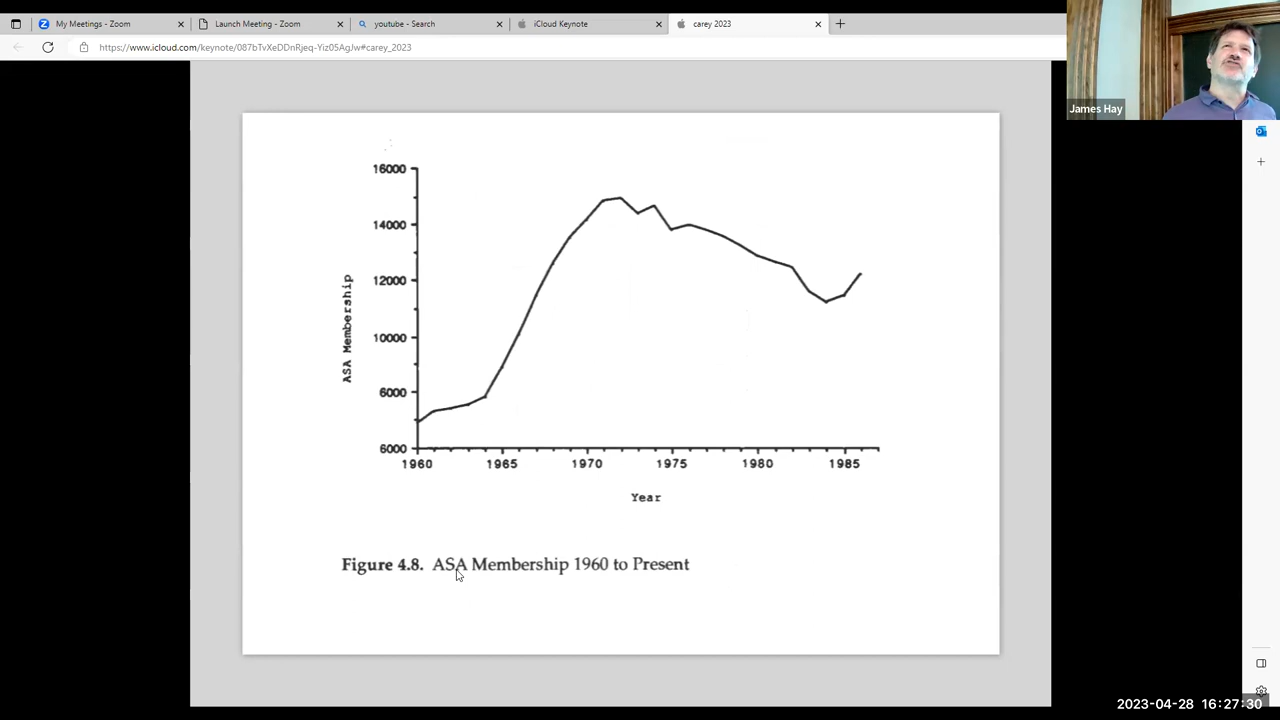 My Meetings - Zoom
Launch Meeting - Zoom
youtube - Search
iCloud Keynote
carey 2023
https://www.icloud.com/keynote/087bTvXeDDnRjeq-Yiz05AgJw#carey_2023
James Hay
16000
14000
12000
10000
6000
6000
ASA Membership
1960 1965 1970 1975 1980 1985
Year
Figure 4.8. ASA Membership 1960 to Present
2023-04-28 16:27:30